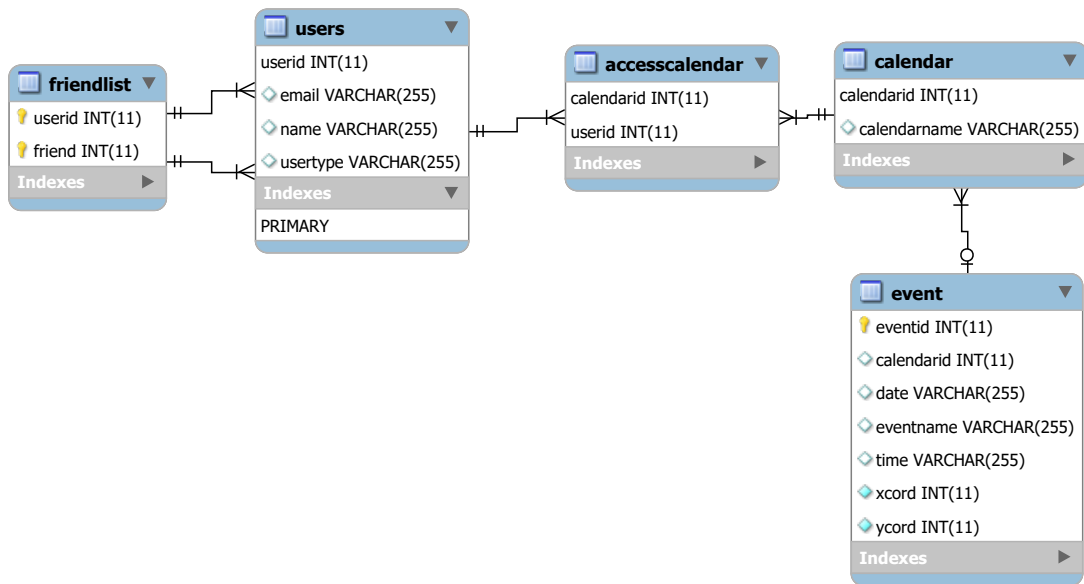 friendlist
userid INT(11)
friend INT(11)
Indexes
users
userid INT(11)
email VARCHAR(255)
name VARCHAR(255)
usertype VARCHAR(255)
Indexes
PRIMARY
accesscalendar
calendarid INT(11)
userid INT(11)
Indexes
calendar
calendarid INT(11)
calendarname VARCHAR(255)
Indexes
event
eventid INT(11)
calendarid INT(11)
date VARCHAR(255)
eventname VARCHAR(255)
time VARCHAR(255)
xcord INT(11)
ycord INT(11)
Indexes